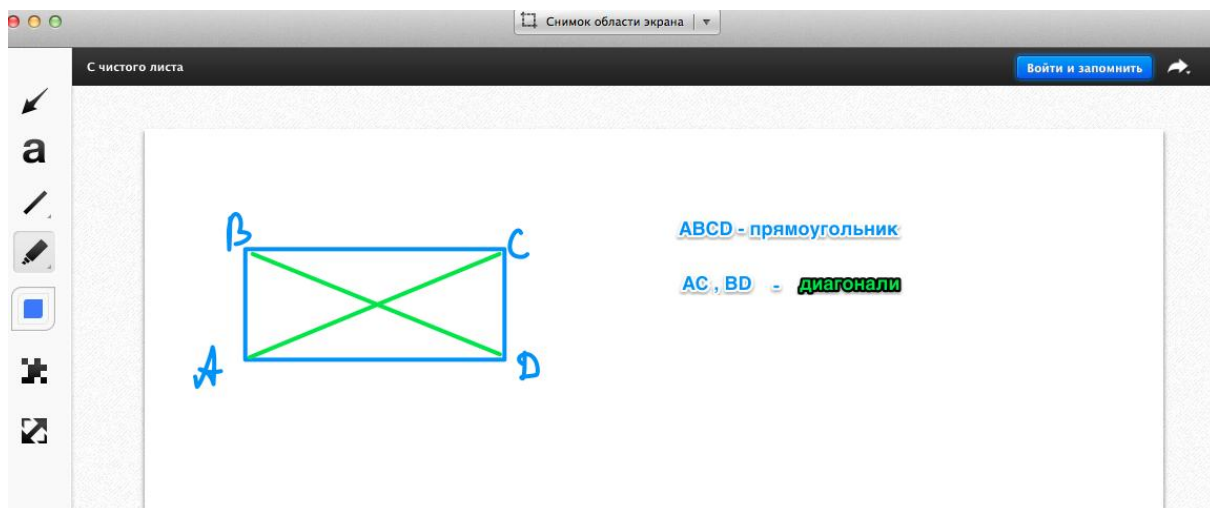 Снимок области экрана
С чистого листа
Войти и запомнить
a
B
C
ABCD - прямоугольник
AC , BD - диагонали
A
D